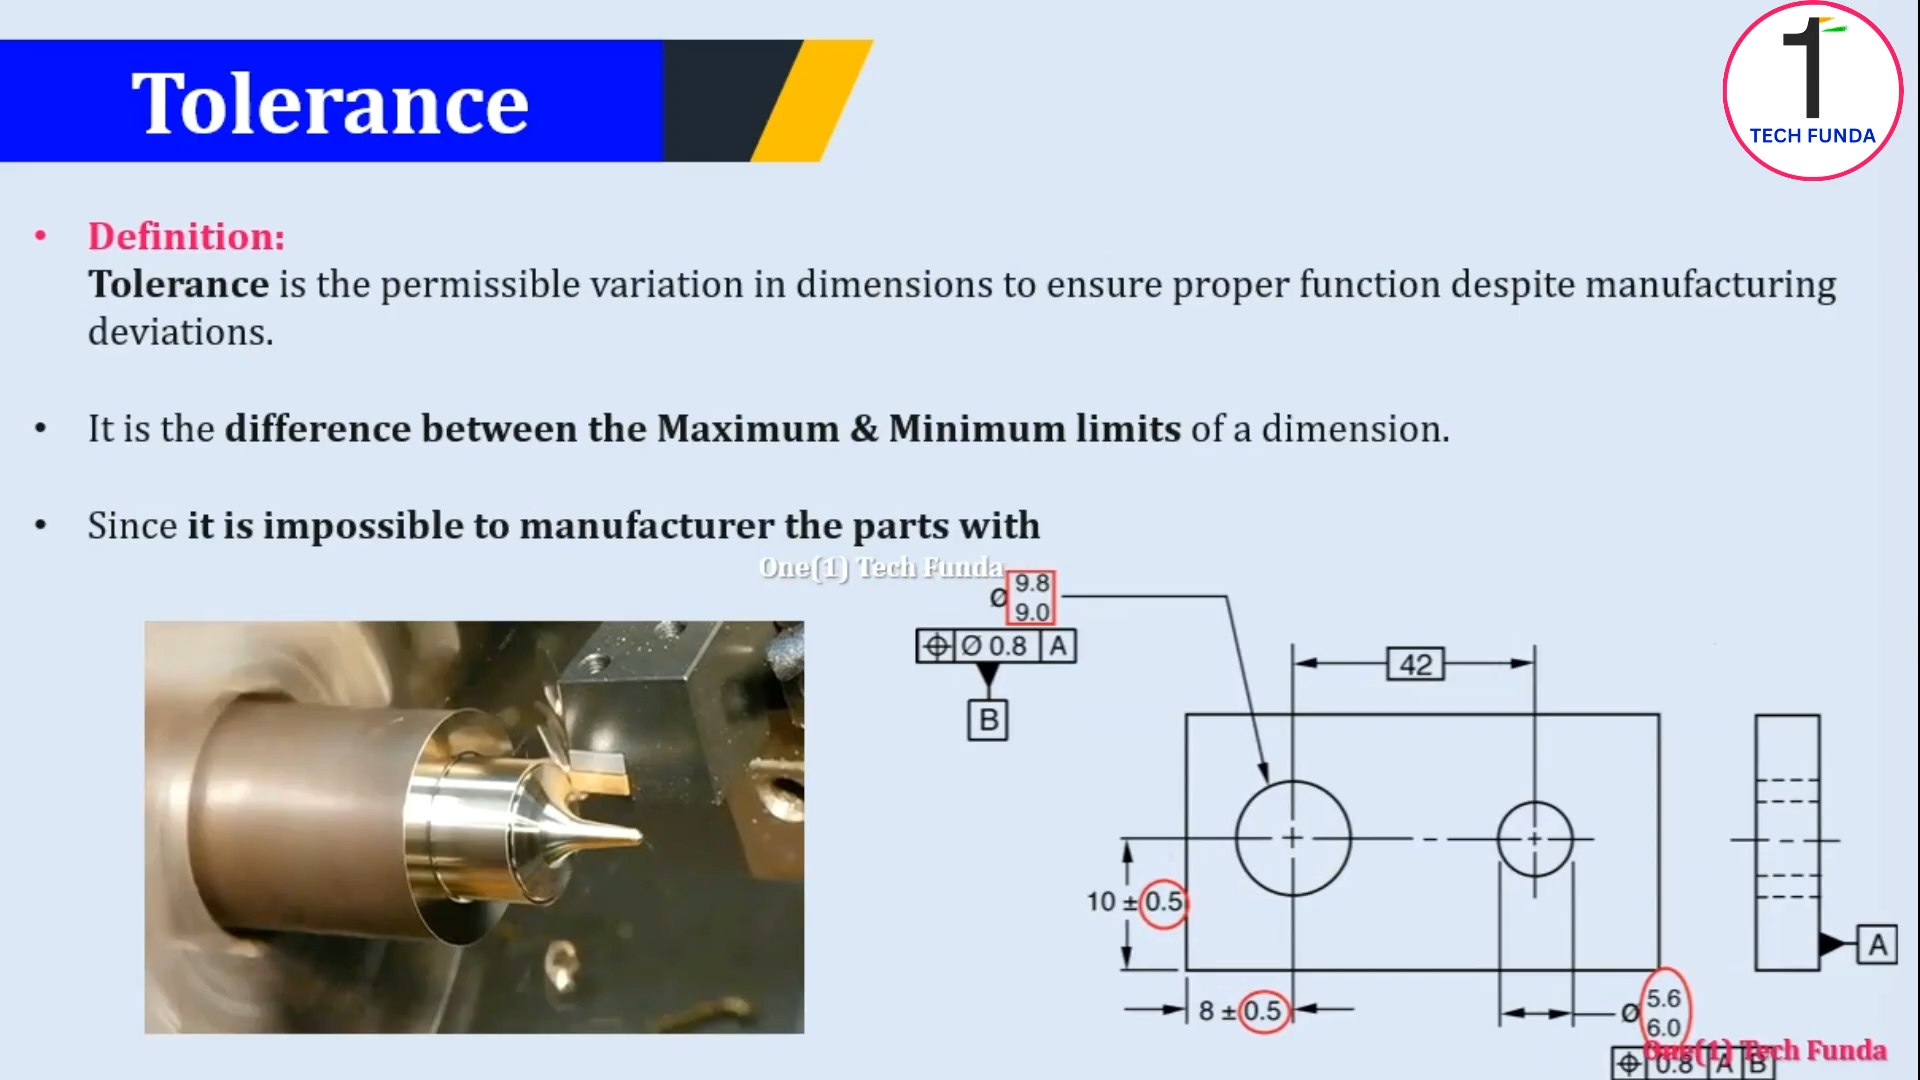 Tolerance
1
TECH FUNDA
• Definition:
Tolerance is the permissible variation in dimensions to ensure proper function despite manufacturing
deviations.
• It is the difference between the Maximum & Minimum limits of a dimension.
• Since it is impossible to manufacturer the parts with
One(1) Tech Funda
Ø 9.8
9.0
⌖ Ø 0.8 A
B
42
10 ± 0.5
A
8 ± 0.5
Ø 5.6
6.0
One(1) Tech Funda
⌖ 0.8 A B